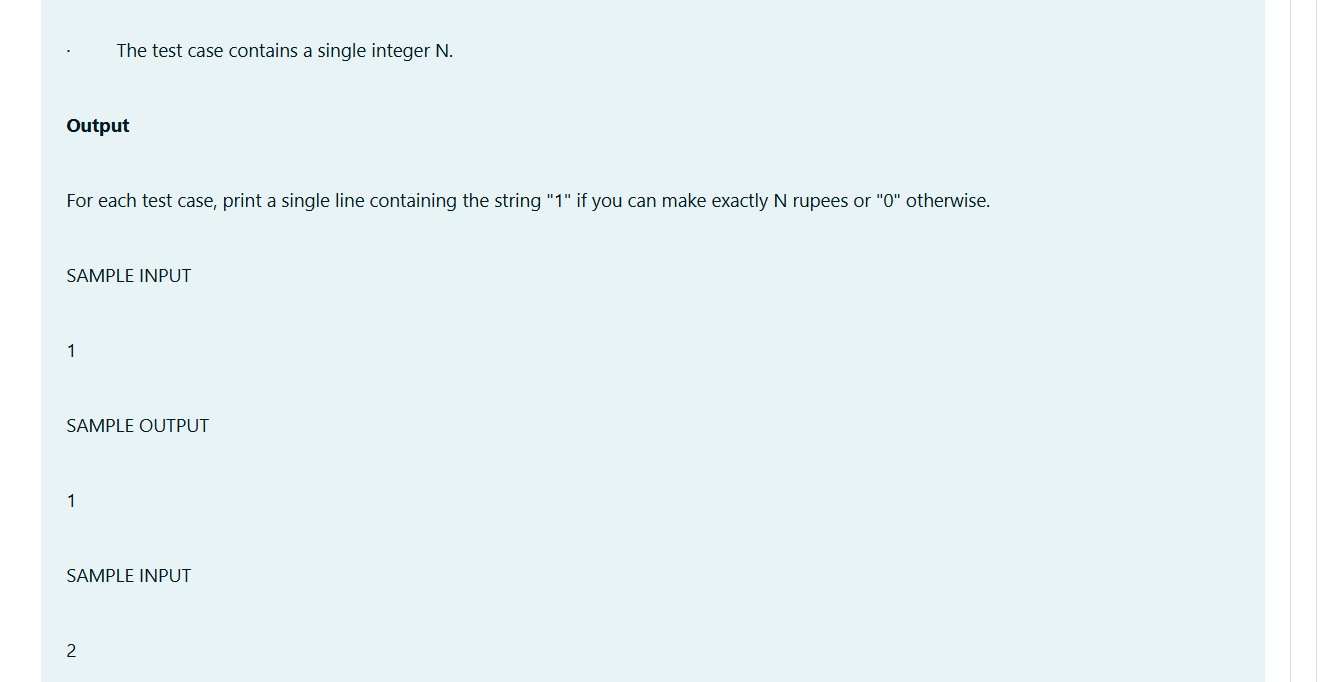 · The test case contains a single integer N.
Output
For each test case, print a single line containing the string "1" if you can make exactly N rupees or "0" otherwise.
SAMPLE INPUT
1
SAMPLE OUTPUT
1
SAMPLE INPUT
2